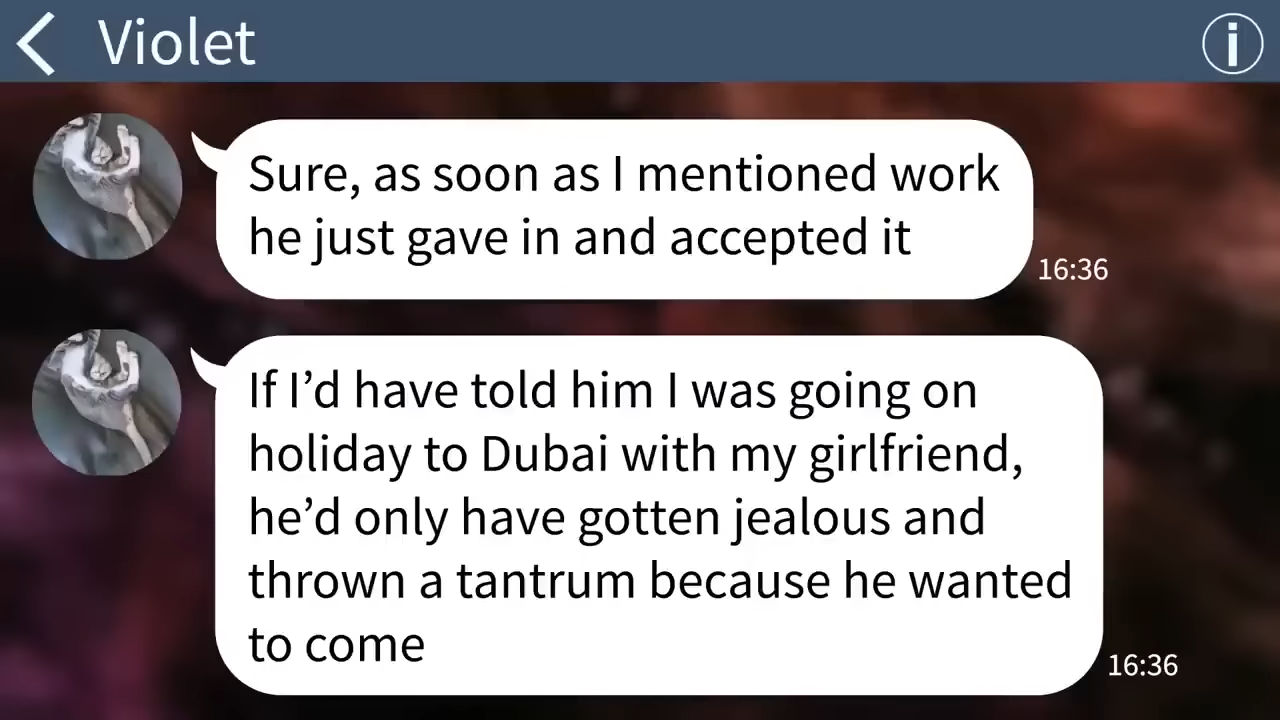 Violet
Sure, as soon as I mentioned work
he just gave in and accepted it
16:36
If I’d have told him I was going on
holiday to Dubai with my girlfriend,
he’d only have gotten jealous and
thrown a tantrum because he wanted
to come
16:36